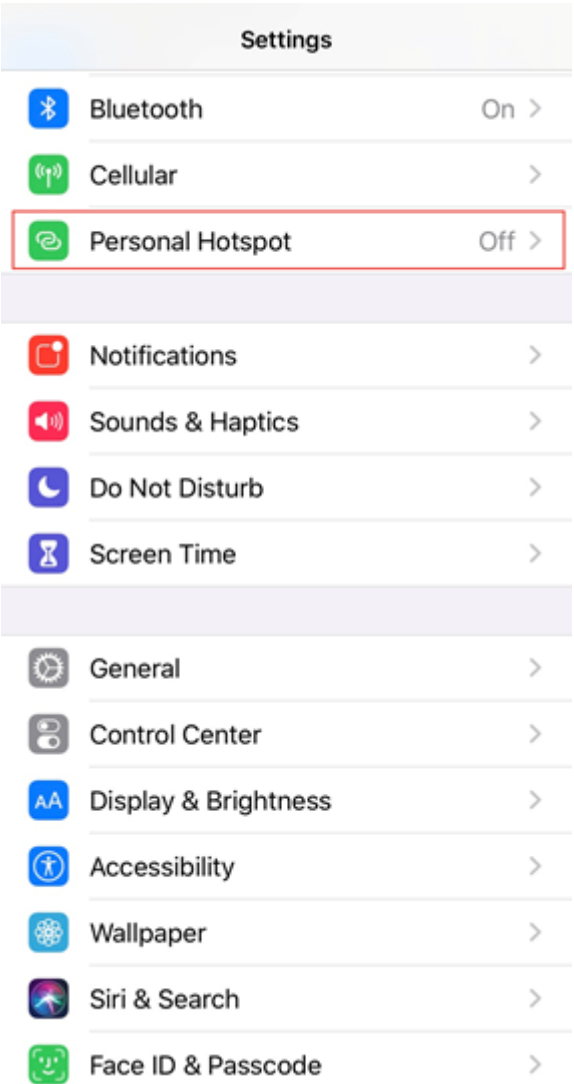 Settings
Bluetooth On
Cellular
Personal Hotspot Off
Notifications
Sounds & Haptics
Do Not Disturb
Screen Time
General
Control Center
AA Display & Brightness
Accessibility
Wallpaper
Siri & Search
Face ID & Passcode